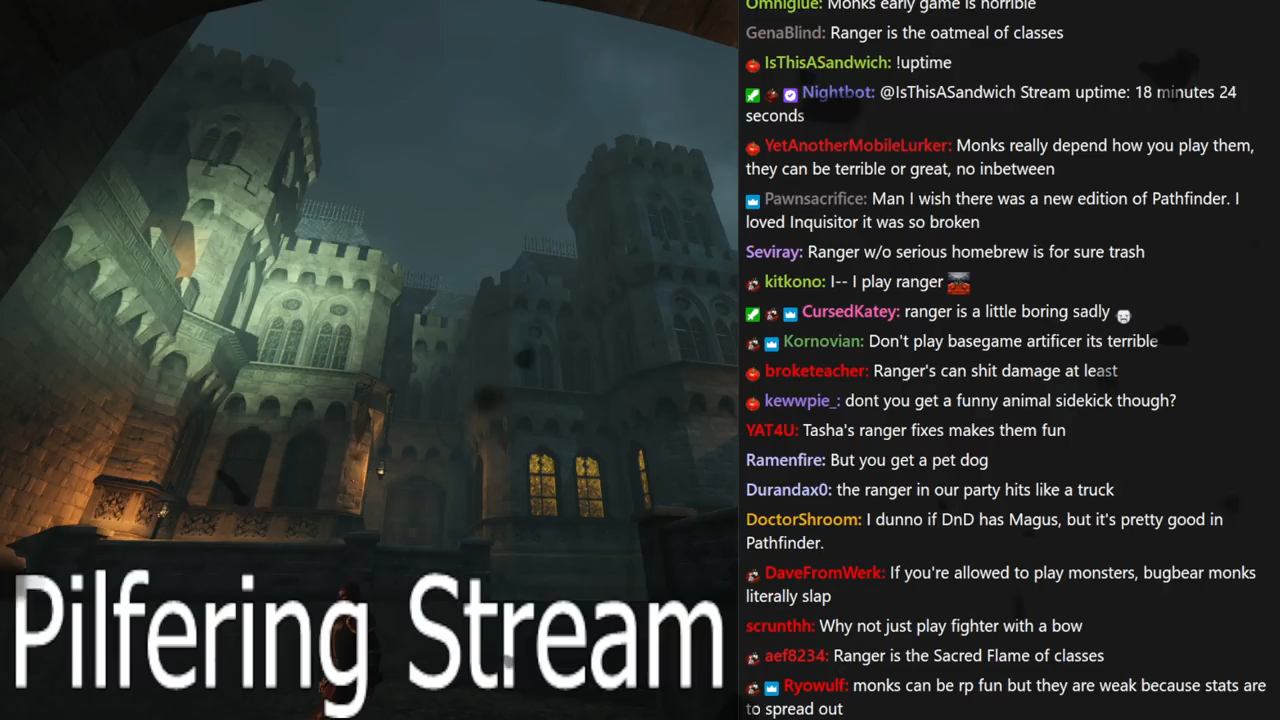 Omniglue: Monks early game is horrible
GenaBlind: Ranger is the oatmeal of classes
IsThisASandwich: !uptime
Nightbot: @IsThisASandwich Stream uptime: 18 minutes 24
seconds
YetAnotherMobileLurker: Monks really depend how you play them,
they can be terrible or great, no inbetween
Pawnsacrifice: Man I wish there was a new edition of Pathfinder. I
loved Inquisitor it was so broken
Seviray: Ranger w/o serious homebrew is for sure trash
kitkono: I-- I play ranger
CursedKatey: ranger is a little boring sadly
Kornovian: Don't play basegame artificer its terrible
broketeacher: Ranger's can shit damage at least
kewwpie_: dont you get a funny animal sidekick though?
YAT4U: Tasha's ranger fixes makes them fun
Ramenfire: But you get a pet dog
Durandax0: the ranger in our party hits like a truck
DoctorShroom: I dunno if DnD has Magus, but it's pretty good in
Pathfinder.
DaveFromWerk: If you're allowed to play monsters, bugbear monks
literally slap
scrunthh: Why not just play fighter with a bow
aef8234: Ranger is the Sacred Flame of classes
Ryowulf: monks can be rp fun but they are weak because stats are
to spread out
Pilfering Stream